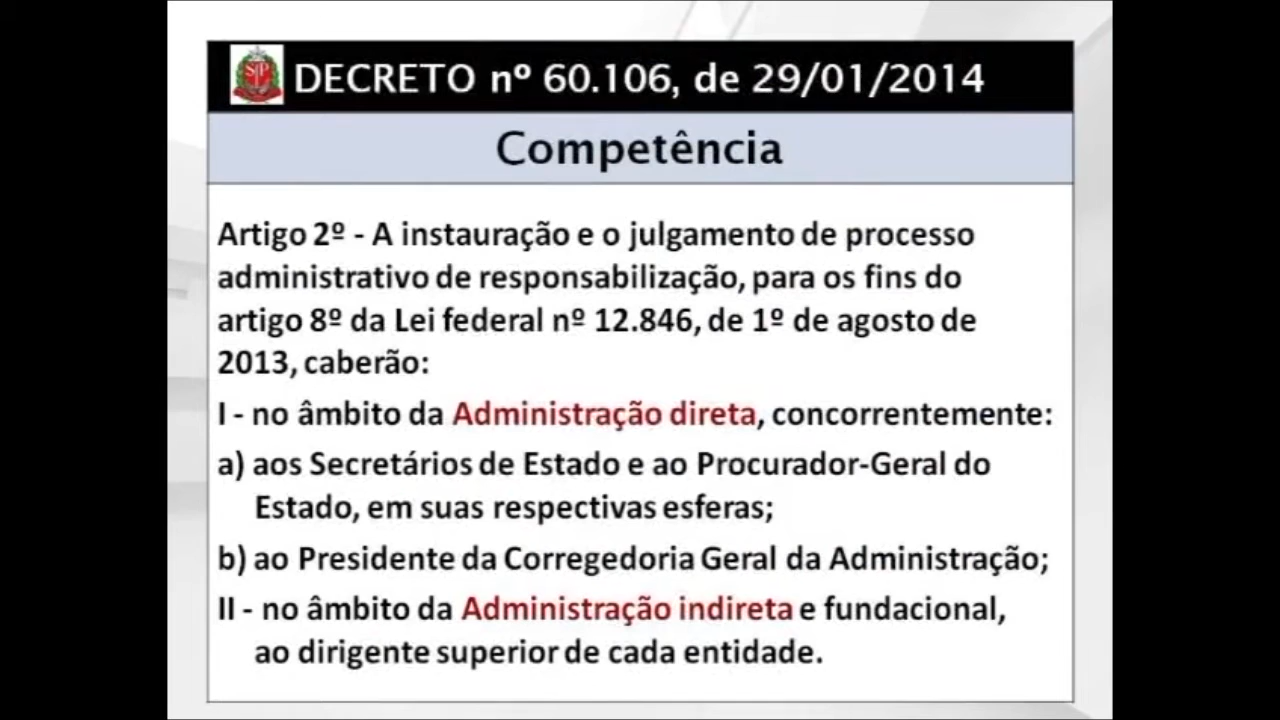 SP
DECRETO nº 60.106, de 29/01/2014
Competência
Artigo 2º - A instauração e o julgamento de processo
administrativo de responsabilização, para os fins do
artigo 8º da Lei federal nº 12.846, de 1º de agosto de
2013, caberão:
I - no âmbito da Administração direta, concorrentemente:
a) aos Secretários de Estado e ao Procurador-Geral do
Estado, em suas respectivas esferas;
b) ao Presidente da Corregedoria Geral da Administração;
II - no âmbito da Administração indireta e fundacional,
ao dirigente superior de cada entidade.